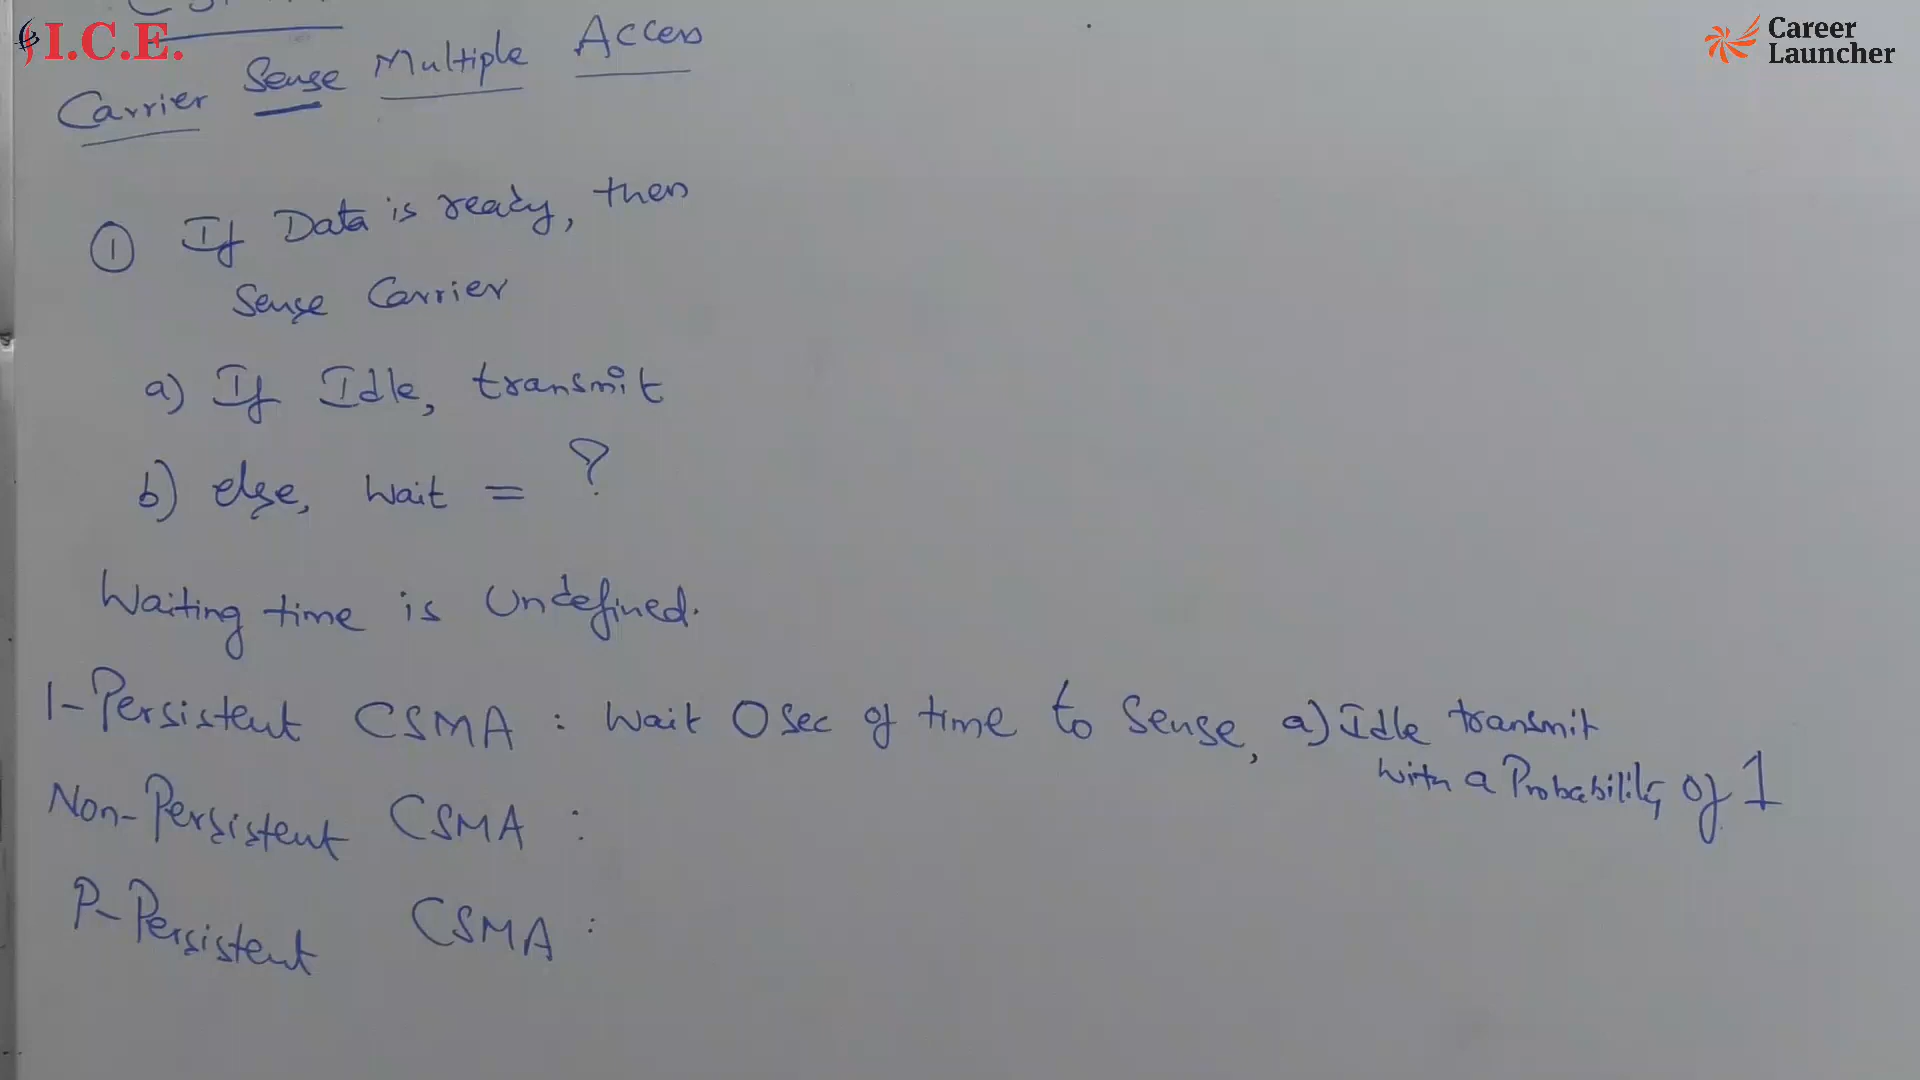 I.C.E.
Career
Launcher
Carrier Sense Multiple Access
① If Data is ready, then
Sense Carrier
a) If Idle, transmit
b) else, wait = ?
Waiting time is Undefined.
1-Persistent CSMA : Wait 0 sec of time to Sense, a) Idle transmit
with a Probability of 1
Non-Persistent CSMA :
P-Persistent CSMA :